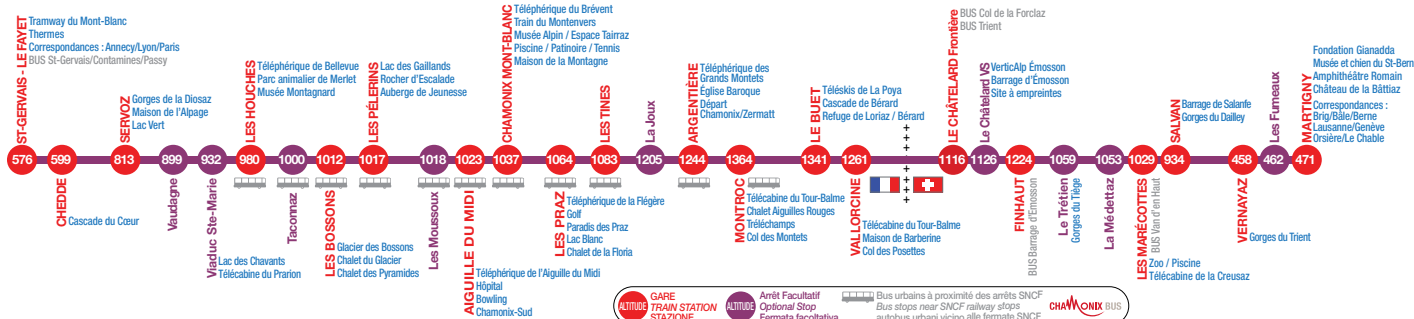 ST-GERVAIS - LE FAYET
Tramway du Mont-Blanc
Thermes
Correspondances : Annecy/Lyon/Paris
BUS St-Gervais/Contamines/Passy
576
599
CHEDDE
Cascade du Cœur
813
SERVOZ
Gorges de la Diosaz
Maison de l'Alpage
Lac Vert
899
Vaudagne
932
Viaduc Ste-Marie
Lac des Chavants
Télécabine du Prarion
980
LES HOUCHES
Téléphérique de Bellevue
Parc animalier de Merlet
Musée Montagnard
1000
Taconnaz
1012
LES BOSSONS
Glacier des Bossons
Chalet du Glacier
Chalet des Pyramides
1017
LES PÉLERINS
Lac des Gaillands
Rocher d'Escalade
Auberge de Jeunesse
1018
Les Moussoux
1023
AIGUILLE DU MIDI
Téléphérique de l'Aiguille du Midi
Hôpital
Bowling
Chamonix-Sud
1037
CHAMONIX MONT-BLANC
Téléphérique du Brévent
Train du Montenvers
Musée Alpin / Espace Tairraz
Piscine / Patinoire / Tennis
Maison de la Montagne
1064
LES PRAZ
Téléphérique de la Flégère
Golf
Paradis des Praz
Lac Blanc
Chalet de la Floria
1083
LES TINES
1205
La Joux
1244
ARGENTIÈRE
Téléphérique des
Grands Montets
Église Baroque
Départ
Chamonix/Zermatt
1364
MONTROC
Télécabine du Tour-Balme
Chalet Aiguilles Rouges
Tréléchamps
Col des Montets
1341
LE BUET
Téléskis de La Poya
Cascade de Bérard
Refuge de Loriaz / Bérard
1261
VALLORCINE
Télécabine du Tour-Balme
Maison de Barberine
Col des Posettes
1116
LE CHÂTELARD Frontière
BUS Col de la Forclaz
BUS Trient
1126
Le Châtelard VS
VerticAlp Émosson
Barrage d'Émosson
Site à empreintes
1224
FINHAUT
BUS Barrage d'Emosson
1059
Le Trétien
Gorges du Tiège
1053
La Médettaz
1029
LES MARÉCOTTES
BUS Van d'en Haut
Zoo / Piscine
Télécabine de la Creusaz
934
SALVAN
Barrage de Salanfe
Gorges du Dailley
458
VERNAYAZ
Gorges du Trient
462
Les Fumeaux
471
MARTIGNY
Fondation Gianadda
Musée et chien du St-Bern
Amphithéâtre Romain
Château de la Bâttiaz
Correspondances :
Brig/Bâle/Berne
Lausanne/Genève
Orsière/Le Chable
ALTITUDE
GARE
TRAIN STATION
STAZIONE
ALTITUDE
Arrêt Facultatif
Optional Stop
Fermata facoltativa
Bus urbains à proximité des arrêts SNCF
Bus stops near SNCF railway stops
autobus urbani vicino alle fermate SNCF
CHAMONIX BUS